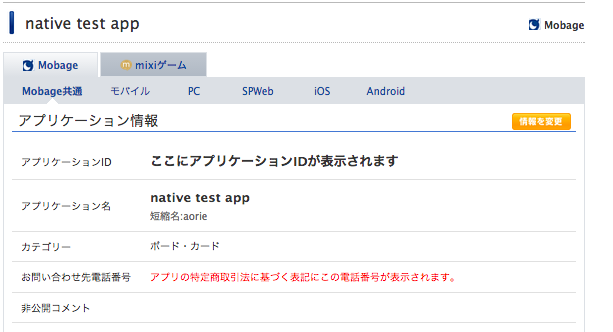 native test app
Mobage
Mobage
mixiゲーム
Mobage共通 モバイル PC SPWeb iOS Android
アプリケーション情報
情報を変更
アプリケーションID ここにアプリケーションIDが表示されます
アプリケーション名 native test app
短縮名:aorie
カテゴリー ボード・カード
お問い合わせ先電話番号 アプリの特定商取引法に基づく表記にこの電話番号が表示されます。
非公開コメント